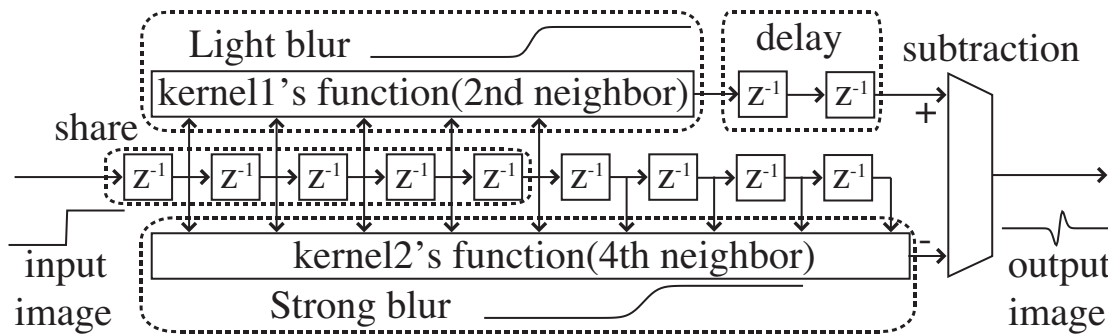 Light blur
delay
subtraction
kernel1's function(2nd neighbor)
z⁻¹ z⁻¹
+
share
z⁻¹ z⁻¹ z⁻¹ z⁻¹ z⁻¹ z⁻¹ z⁻¹ z⁻¹ z⁻¹
kernel2's function(4th neighbor)
-
input
image
Strong blur
output
image